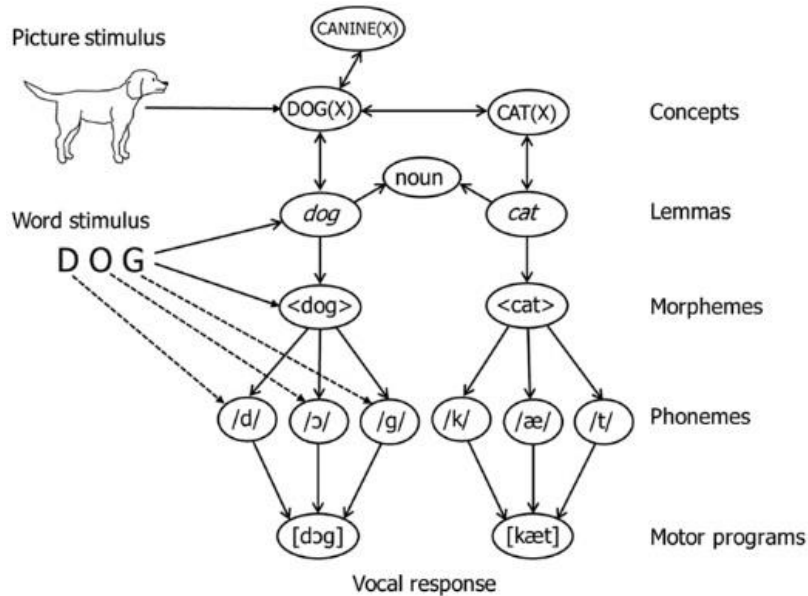 CANINE(X)
Picture stimulus
DOG(X)
CAT(X)
Concepts
noun
dog
cat
Lemmas
Word stimulus
D O G
<dog>
<cat>
Morphemes
/d/
/ɔ/
/g/
/k/
/æ/
/t/
Phonemes
[dɔg]
[kæt]
Motor programs
Vocal response